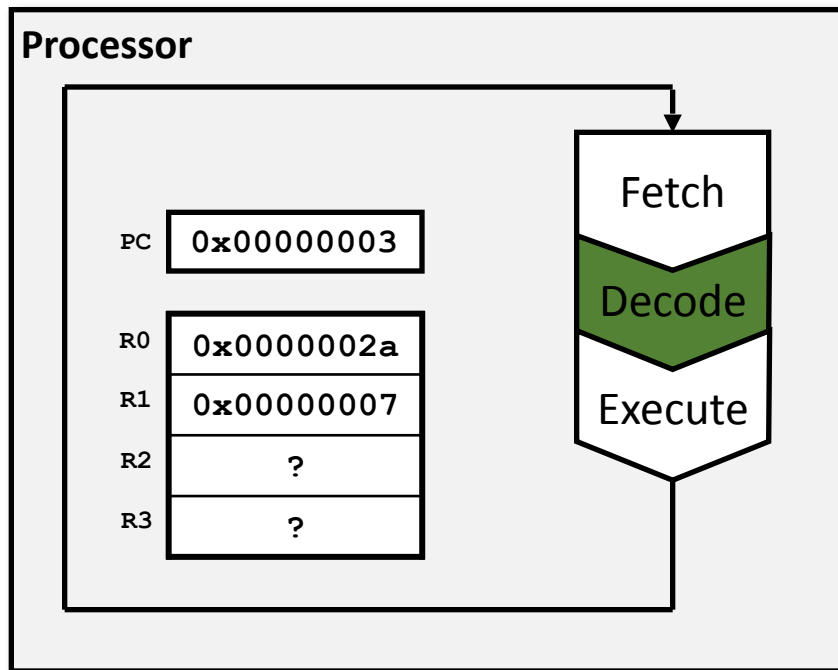 Processor
Fetch
PC 0x00000003
Decode
R0 0x0000002a
R1 0x00000007
Execute
R2 ?
R3 ?